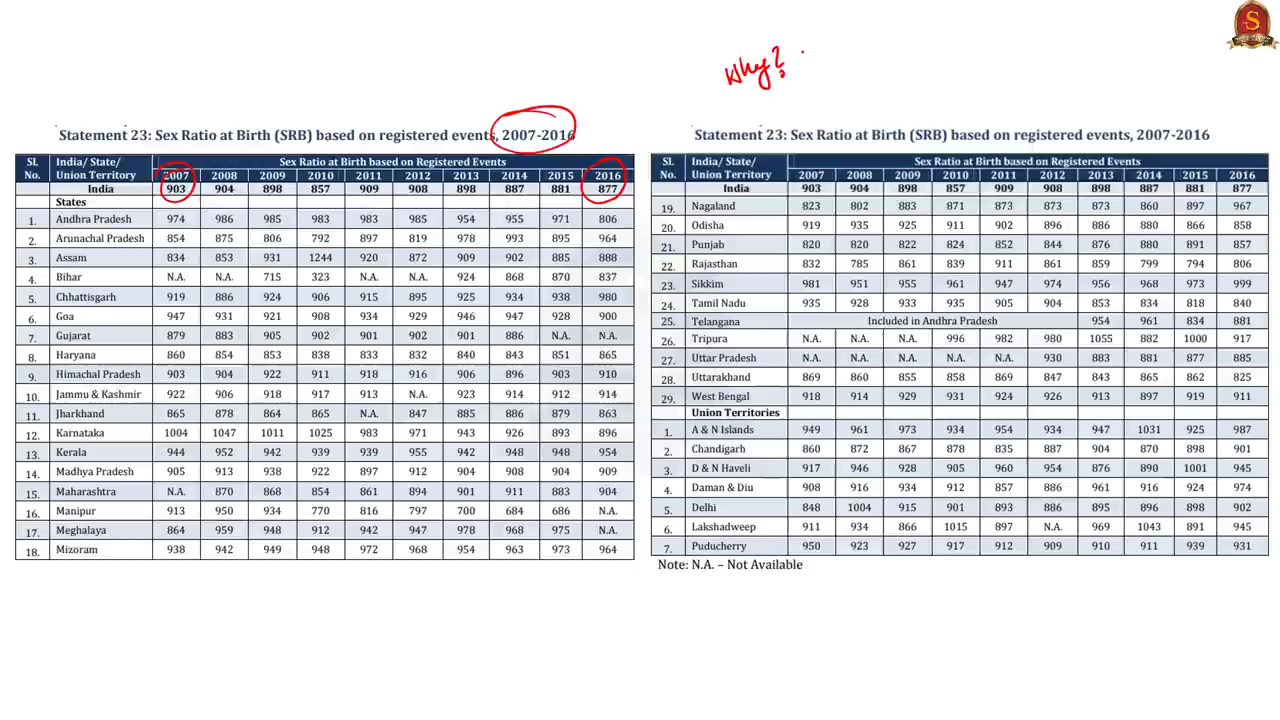 S
Why?
Statement 23: Sex Ratio at Birth (SRB) based on registered events, 2007-2016
Sl. No. India/ State/ Union Territory Sex Ratio at Birth based on Registered Events
2007 2008 2009 2010 2011 2012 2013 2014 2015 2016
India 903 904 898 857 909 908 898 887 881 877
States
1. Andhra Pradesh 974 986 985 983 983 985 954 955 971 806
2. Arunachal Pradesh 854 875 806 792 897 819 978 993 895 964
3. Assam 834 853 931 1244 920 872 909 902 885 888
4. Bihar N.A. N.A. 715 323 N.A. N.A. 924 868 870 837
5. Chhattisgarh 919 886 924 906 915 895 925 934 938 980
6. Goa 947 931 921 908 934 929 946 947 928 900
7. Gujarat 879 883 905 902 901 902 901 886 N.A. N.A.
8. Haryana 860 854 853 838 833 832 840 843 851 865
9. Himachal Pradesh 903 904 922 911 918 916 906 896 903 910
10. Jammu & Kashmir 922 906 918 917 913 N.A. 923 914 912 914
11. Jharkhand 865 878 864 865 N.A. 847 885 886 879 863
12. Karnataka 1004 1047 1011 1025 983 971 943 926 893 896
13. Kerala 944 952 942 939 939 955 942 948 948 954
14. Madhya Pradesh 905 913 938 922 897 912 904 908 904 909
15. Maharashtra N.A. 870 868 854 861 894 901 911 883 904
16. Manipur 913 950 934 770 816 797 700 684 686 N.A.
17. Meghalaya 864 959 948 912 942 947 978 968 975 N.A.
18. Mizoram 938 942 949 948 972 968 954 963 973 964
Statement 23: Sex Ratio at Birth (SRB) based on registered events, 2007-2016
Sl. No. India/ State/ Union Territory Sex Ratio at Birth based on Registered Events
2007 2008 2009 2010 2011 2012 2013 2014 2015 2016
India 903 904 898 857 909 908 898 887 881 877
19. Nagaland 823 802 883 871 873 873 873 860 897 967
20. Odisha 919 935 925 911 902 896 886 880 866 858
21. Punjab 820 820 822 824 852 844 876 880 891 857
22. Rajasthan 832 785 861 839 911 861 859 799 794 806
23. Sikkim 981 951 955 961 947 974 956 968 973 999
24. Tamil Nadu 935 928 933 935 905 904 853 834 818 840
25. Telangana Included in Andhra Pradesh 954 961 834 881
26. Tripura N.A. N.A. N.A. 996 982 980 1055 882 1000 917
27. Uttar Pradesh N.A. N.A. N.A. N.A. N.A. 930 883 881 877 885
28. Uttarakhand 869 860 855 858 869 847 843 865 862 825
29. West Bengal 918 914 929 931 924 926 913 897 919 911
Union Territories
1. A & N Islands 949 961 973 934 954 934 947 1031 925 987
2. Chandigarh 860 872 867 878 835 887 904 870 898 901
3. D & N Haveli 917 946 928 905 960 954 876 890 1001 945
4. Daman & Diu 908 916 934 912 857 886 961 916 924 974
5. Delhi 848 1004 915 901 893 886 895 896 898 902
6. Lakshadweep 911 934 866 1015 897 N.A. 969 1043 891 945
7. Puducherry 950 923 927 917 912 909 910 911 939 931
Note: N.A. – Not Available